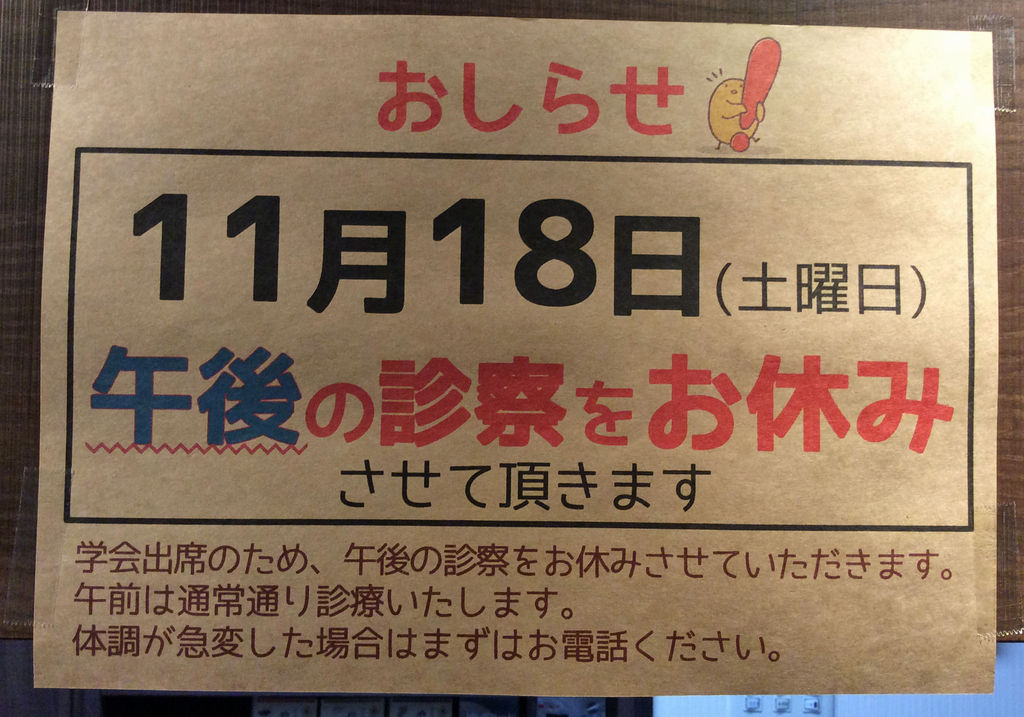 おしらせ
11月18日(土曜日)
午後の診察をお休み
させて頂きます
学会出席のため、午後の診察をお休みさせていただきます。
午前は通常通り診療いたします。
体調が急変した場合はまずはお電話ください。